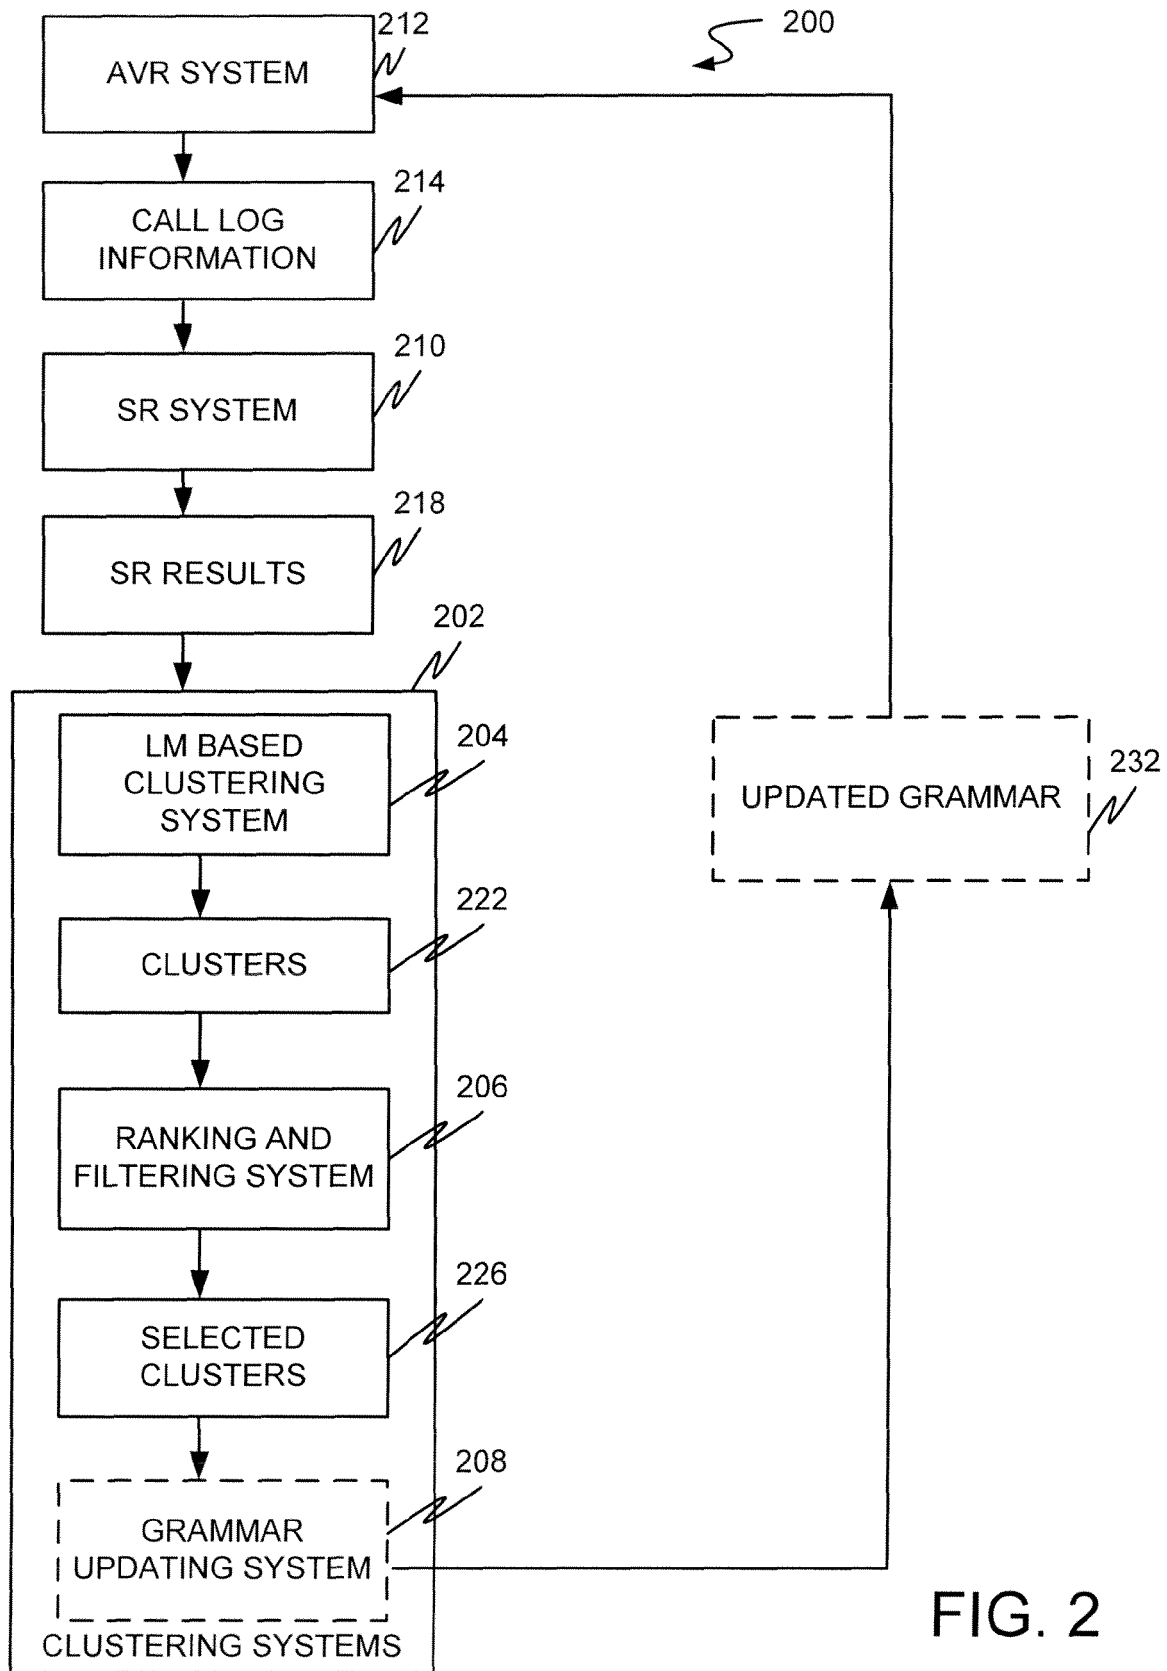 200
212
AVR SYSTEM
214
CALL LOG
INFORMATION
210
SR SYSTEM
218
SR RESULTS
202
LM BASED
CLUSTERING
SYSTEM
204
222
CLUSTERS
206
RANKING AND
FILTERING SYSTEM
226
SELECTED
CLUSTERS
208
GRAMMAR
UPDATING SYSTEM
CLUSTERING SYSTEMS
232
UPDATED GRAMMAR
FIG. 2